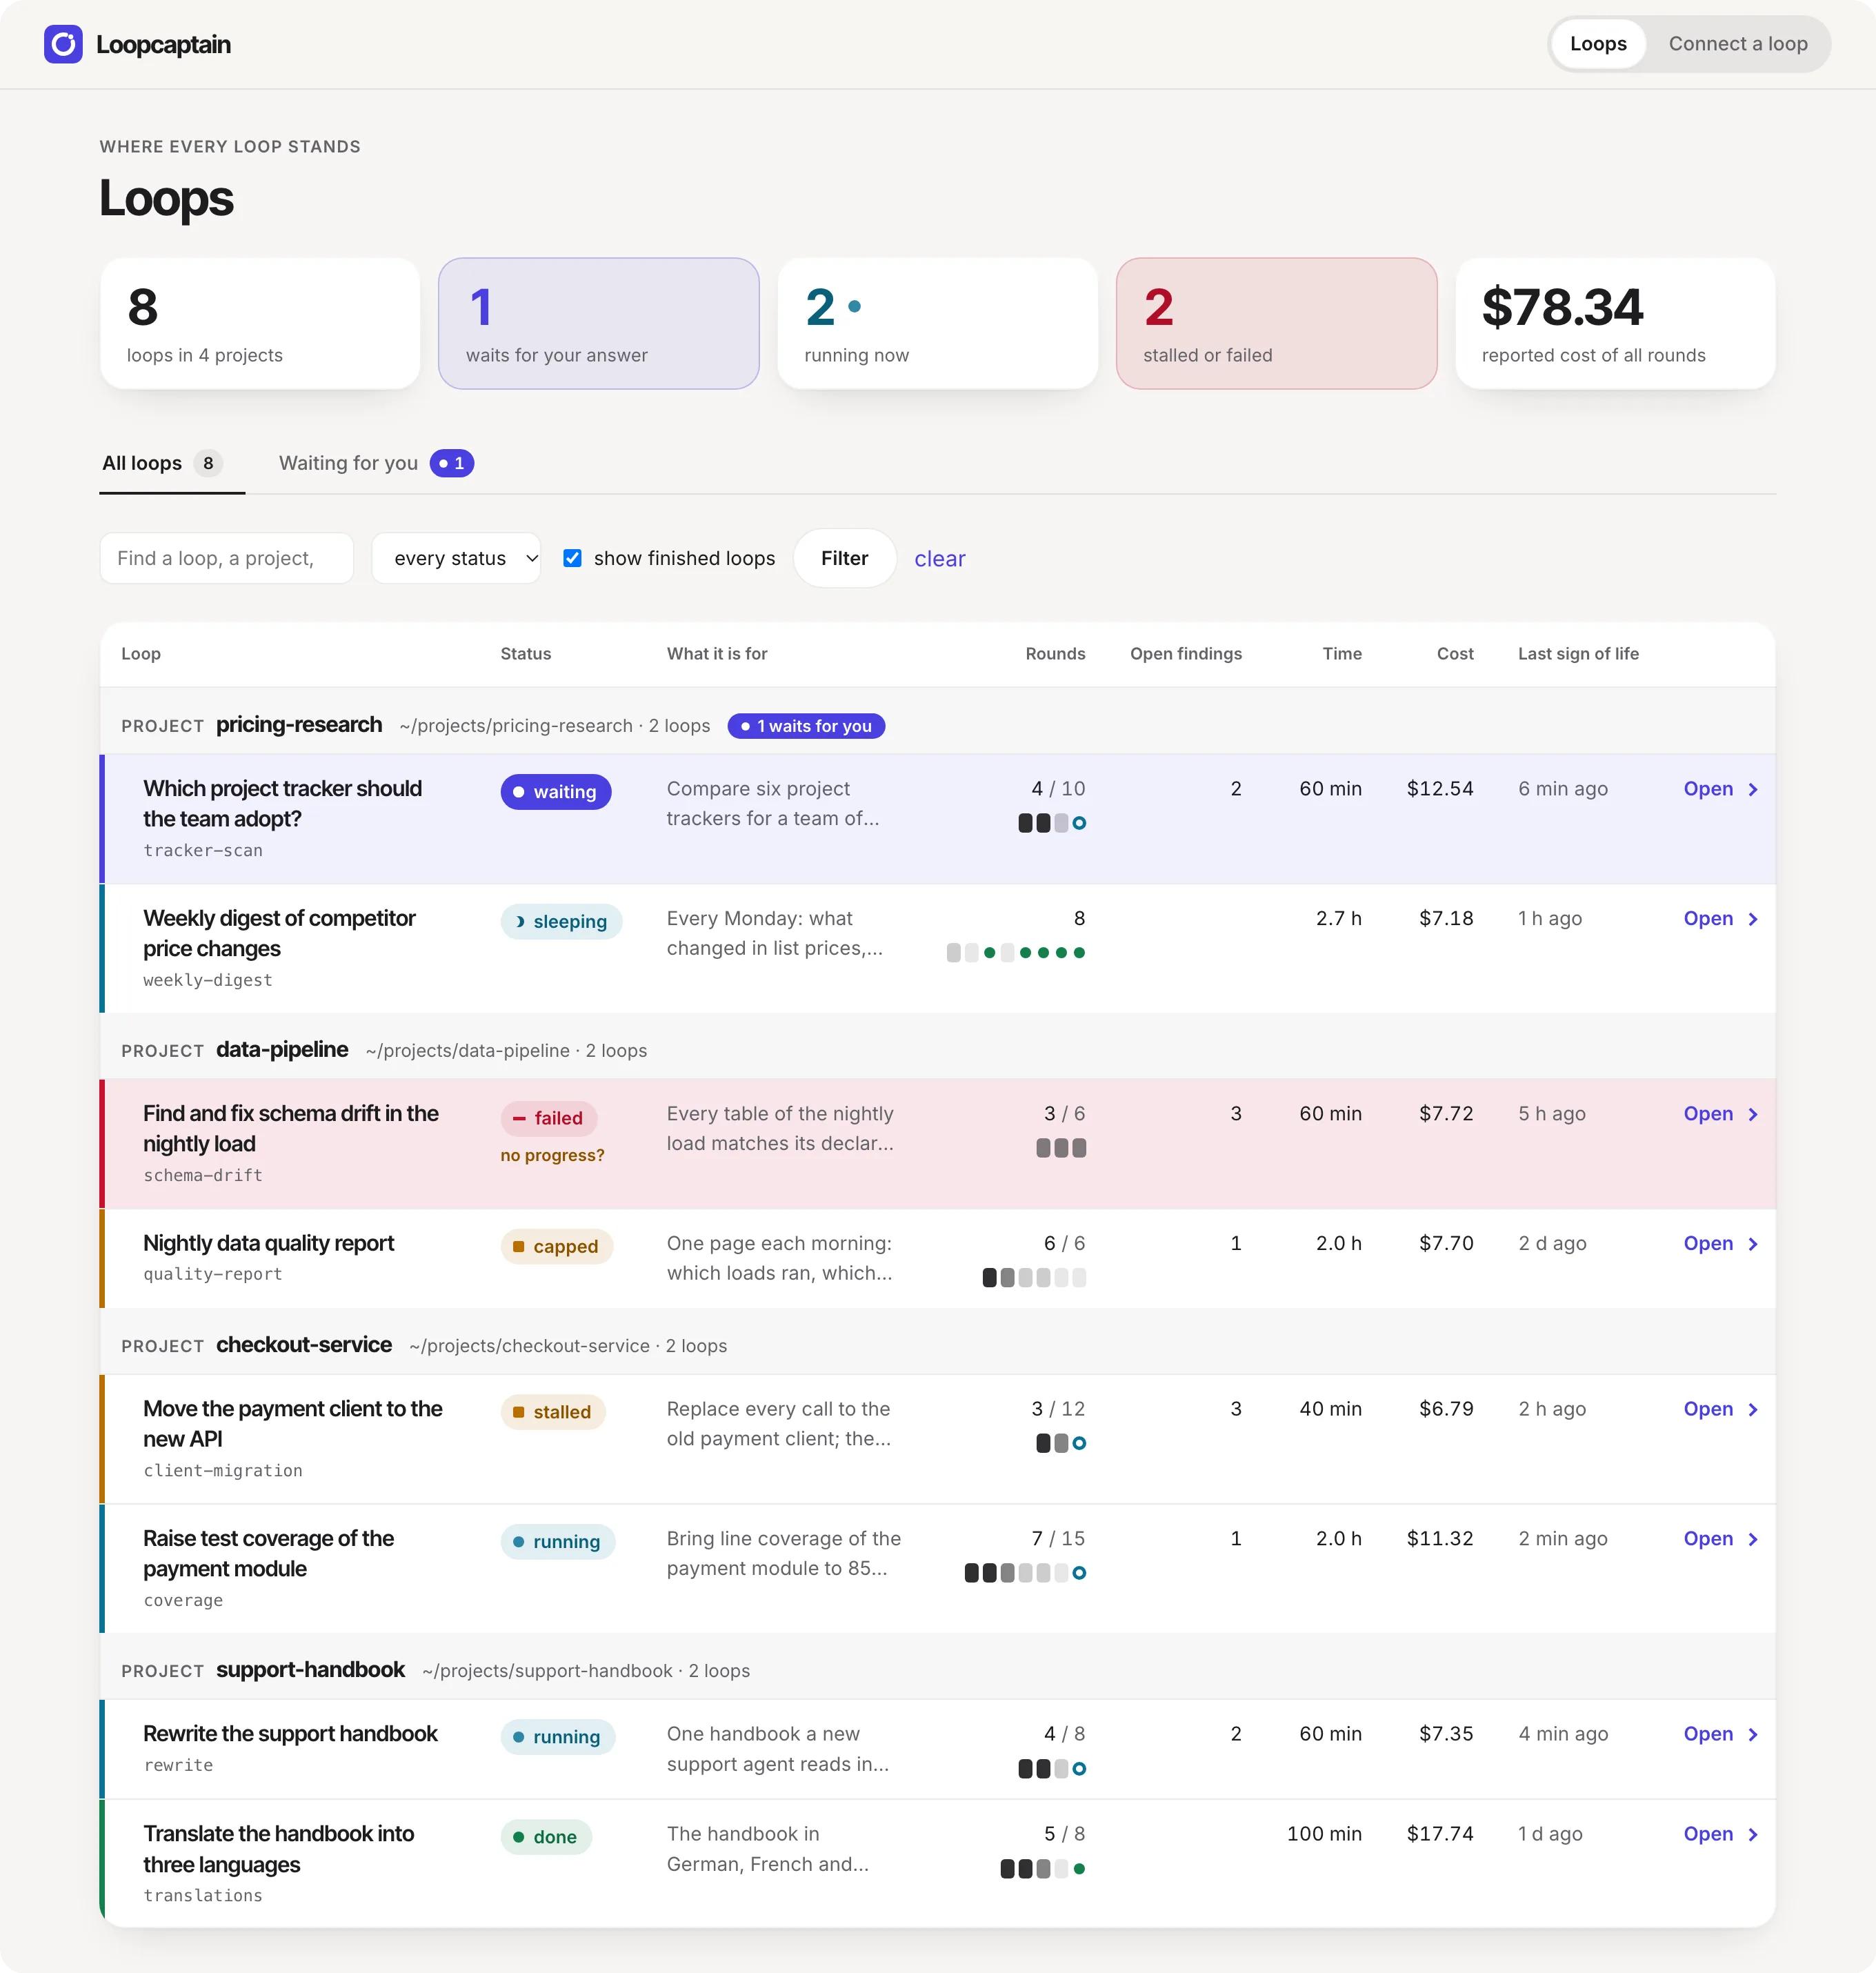 Loopcaptain
Loops
Connect a loop
WHERE EVERY LOOP STANDS
Loops
8
loops in 4 projects
1
waits for your answer
2
running now
2
stalled or failed
$78.34
reported cost of all rounds
All loops 8
Waiting for you 1
Find a loop, a project,
every status
show finished loops
Filter
clear
Loop Status What it is for Rounds Open findings Time Cost Last sign of life
PROJECT pricing-research ~/projects/pricing-research · 2 loops 1 waits for you
Which project tracker should
the team adopt?
tracker-scan
waiting
Compare six project
trackers for a team of...
4 / 10
2
60 min
$12.54
6 min ago
Open
Weekly digest of competitor
price changes
weekly-digest
sleeping
Every Monday: what
changed in list prices,...
8
2.7 h
$7.18
1 h ago
Open
PROJECT data-pipeline ~/projects/data-pipeline · 2 loops
Find and fix schema drift in the
nightly load
schema-drift
failed
no progress?
Every table of the nightly
load matches its declar...
3 / 6
3
60 min
$7.72
5 h ago
Open
Nightly data quality report
quality-report
capped
One page each morning:
which loads ran, which...
6 / 6
1
2.0 h
$7.70
2 d ago
Open
PROJECT checkout-service ~/projects/checkout-service · 2 loops
Move the payment client to the
new API
client-migration
stalled
Replace every call to the
old payment client; the...
3 / 12
3
40 min
$6.79
2 h ago
Open
Raise test coverage of the
payment module
coverage
running
Bring line coverage of the
payment module to 85...
7 / 15
1
2.0 h
$11.32
2 min ago
Open
PROJECT support-handbook ~/projects/support-handbook · 2 loops
Rewrite the support handbook
rewrite
running
One handbook a new
support agent reads in...
4 / 8
2
60 min
$7.35
4 min ago
Open
Translate the handbook into
three languages
translations
done
The handbook in
German, French and...
5 / 8
100 min
$17.74
1 d ago
Open